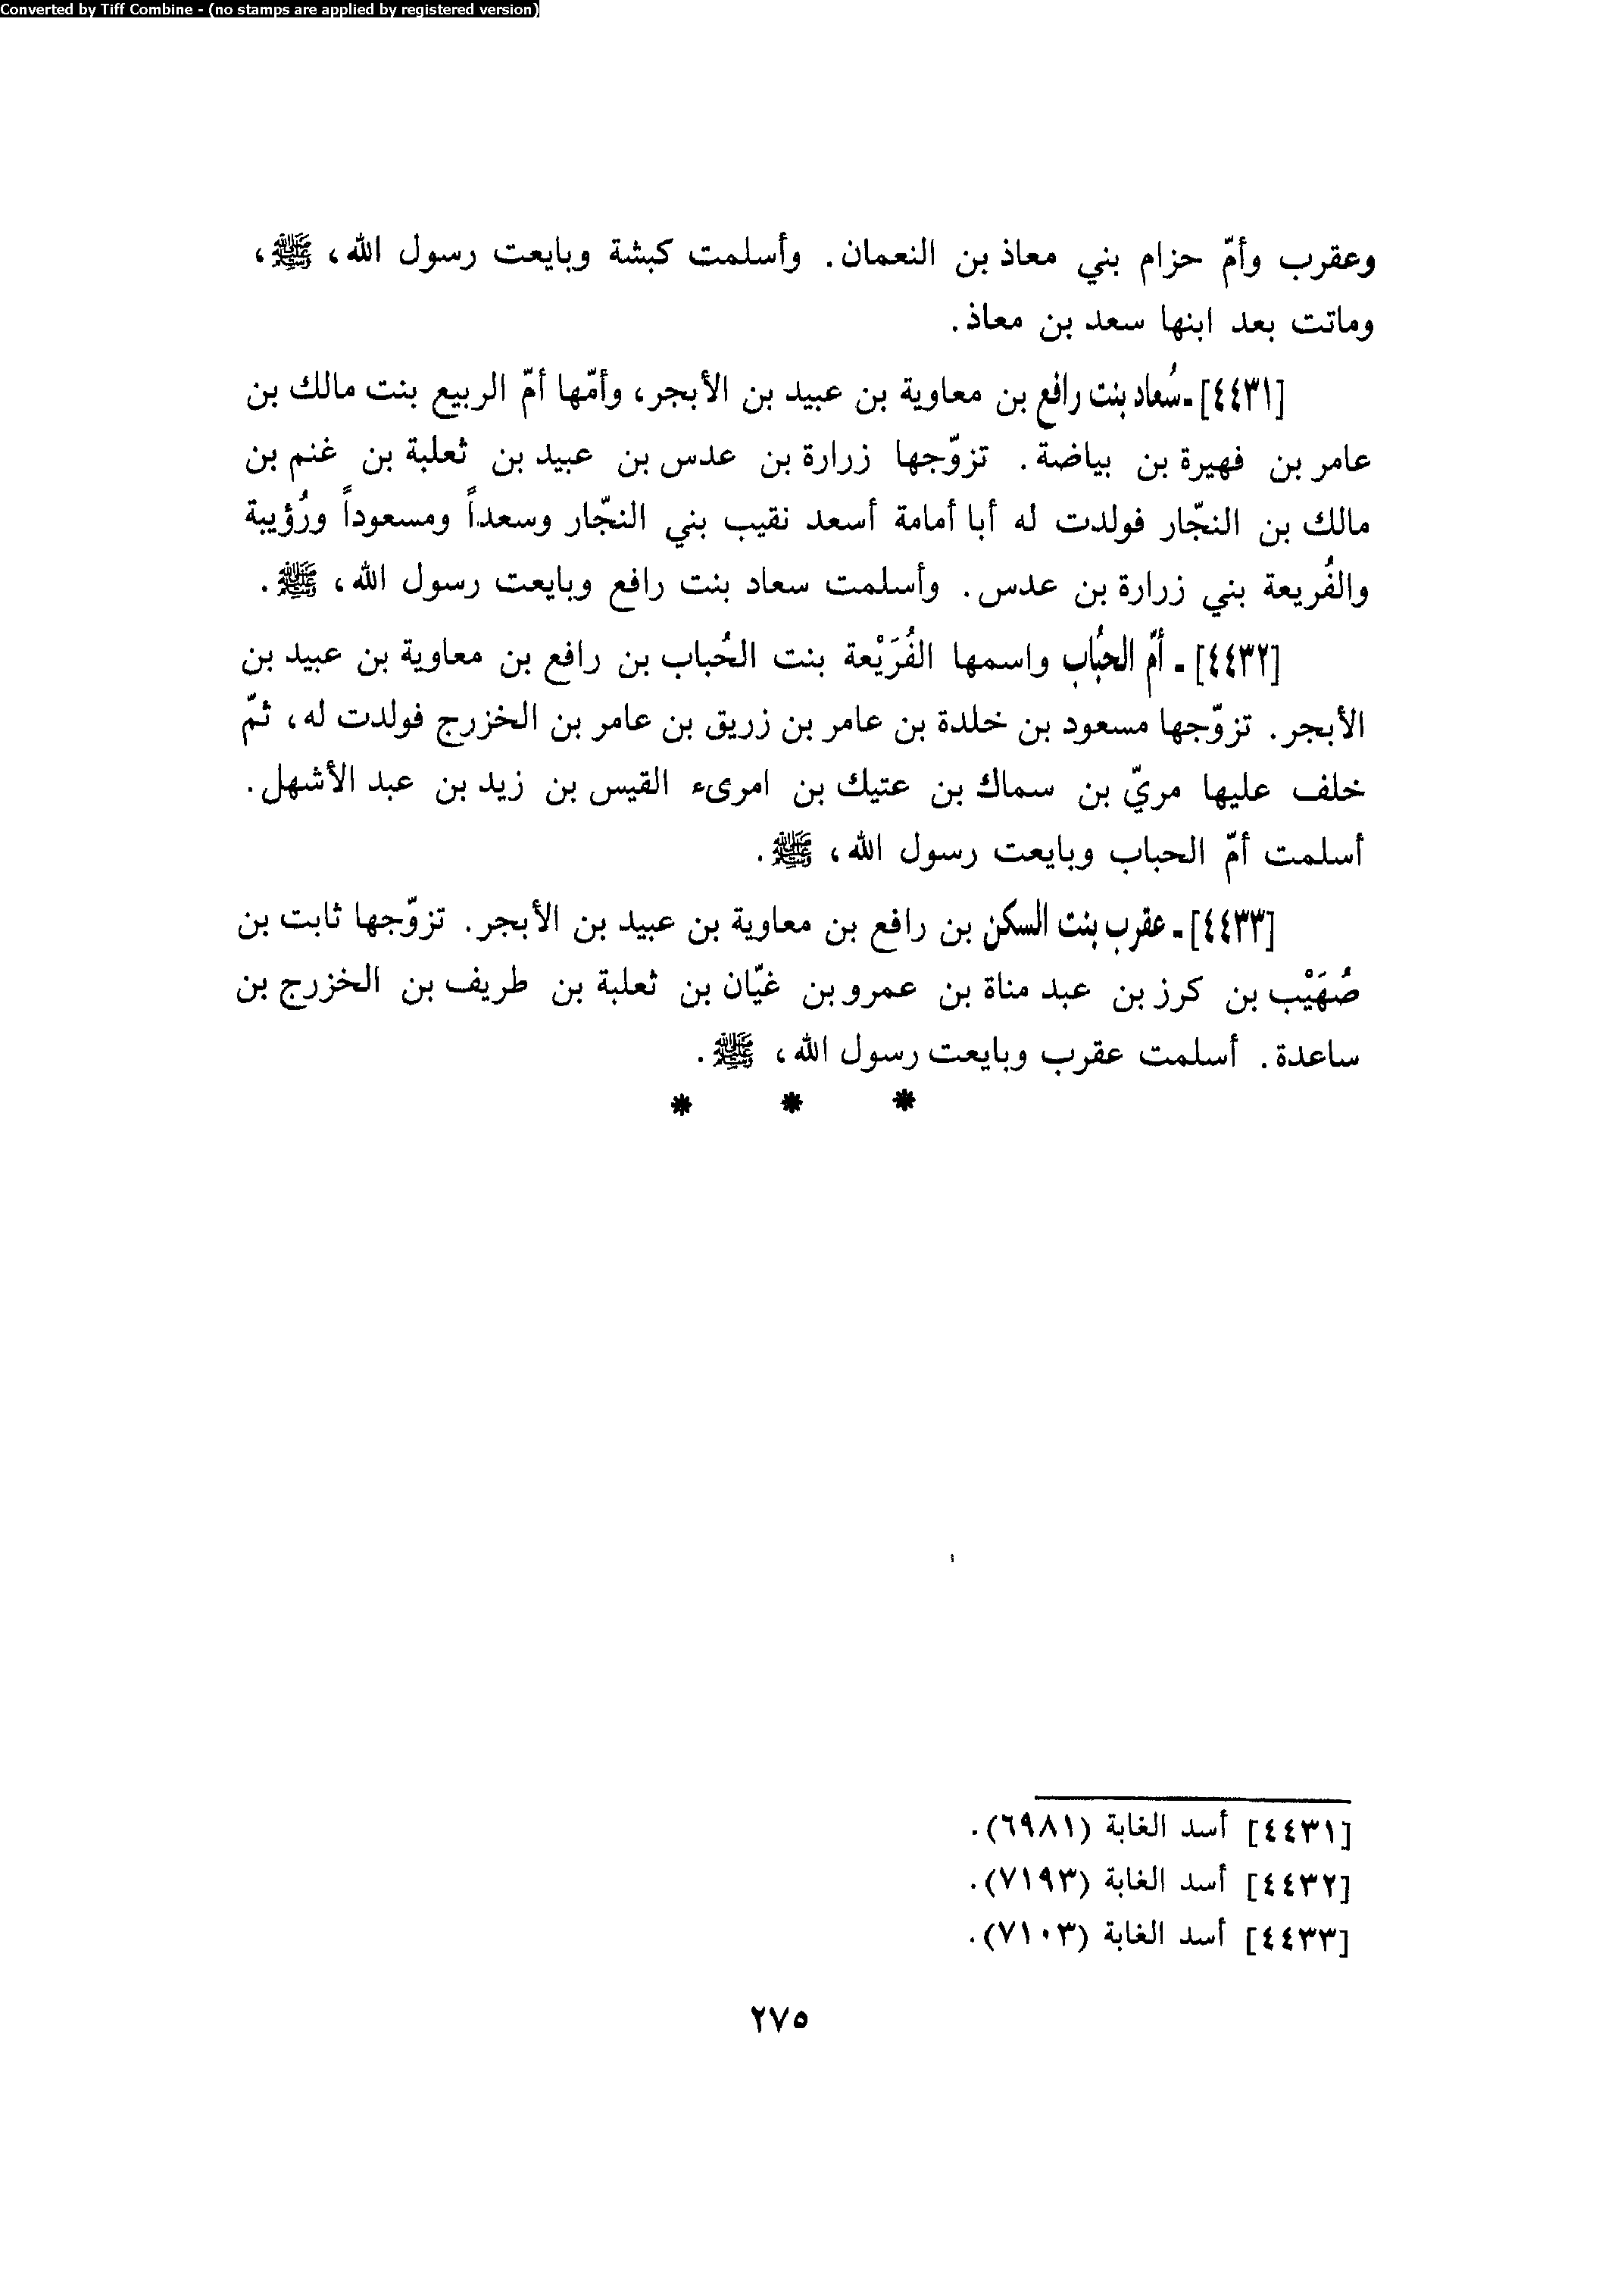 Converted by Tiff Combine - (no stamps are applied by registered version)
وعقرب وأمّ حزام بني معاذ بن النعمان. وأسلمت كبشة وبايعت رسول الله، ﷺ،
وماتت بعد ابنها سعد بن معاذ.
[٤٤٣١] - سُعاد بنت رافع بن معاوية بن عبيد بن الأبجر، وأمّها أمّ الربيع بنت مالك بن
عامر بن فهيرة بن بياضة. تزوّجها زرارة بن عدس بن عبيد بن ثعلبة بن غنم بن
مالك بن النجّار فولدت له أبا أمامة أسعد نقيب بني النجّار وسعداً ومسعوداً ورُؤيبة
والفُريعة بني زرارة بن عدس. وأسلمت سعاد بنت رافع وبايعت رسول الله، ﷺ.
[٤٤٣٢] - أمّ الحُباب واسمها الفُرَيْعة بنت الحُباب بن رافع بن معاوية بن عبيد بن
الأبجر. تزوّجها مسعود بن خلدة بن عامر بن زريق بن عامر بن الخزرج فولدت له، ثمّ
خلف عليها مريّ بن سماك بن عتيك بن امرىء القيس بن زيد بن عبد الأشهل.
أسلمت أمّ الحباب وبايعت رسول الله، ﷺ.
[٤٤٣٣] - عقرب بنت السكن بن رافع بن معاوية بن عبيد بن الأبجر. تزوّجها ثابت بن
صُهَيْب بن كرز بن عبد مناة بن عمرو بن غيّان بن ثعلبة بن طريف بن الخزرج بن
ساعدة. أسلمت عقرب وبايعت رسول الله، ﷺ.
* * *
[٤٤٣١] أسد الغابة (٦٩٨١).
[٤٤٣٢] أسد الغابة (٧١٩٣).
[٤٤٣٣] أسد الغابة (٧١٠٣).
٢٧٥